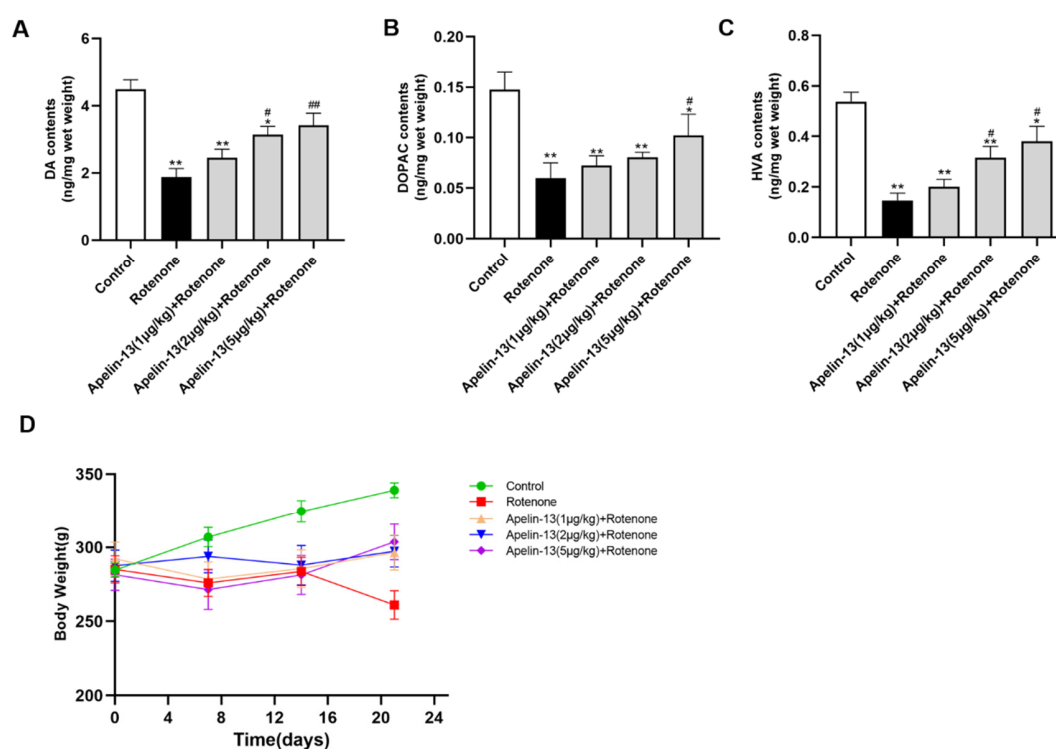 A
DA contents
(ng/mg wet weight)
6
4
2
0
**
**
#
*
##
Control
Rotenone
Apelin-13(1µg/kg)+Rotenone
Apelin-13(2µg/kg)+Rotenone
Apelin-13(5µg/kg)+Rotenone
B
DOPAC contents
(ng/mg wet weight)
0.20
0.15
0.10
0.05
0.00
**
**
**
#
*
Control
Rotenone
Apelin-13(1µg/kg)+Rotenone
Apelin-13(2µg/kg)+Rotenone
Apelin-13(5µg/kg)+Rotenone
C
HVA contents
(ng/mg wet weight)
0.8
0.6
0.4
0.2
0.0
**
**
#
**
#
*
Control
Rotenone
Apelin-13(1µg/kg)+Rotenone
Apelin-13(2µg/kg)+Rotenone
Apelin-13(5µg/kg)+Rotenone
D
Body Weight(g)
350
300
250
200
0
4
8
12
16
20
24
Time(days)
Control
Rotenone
Apelin-13(1µg/kg)+Rotenone
Apelin-13(2µg/kg)+Rotenone
Apelin-13(5µg/kg)+Rotenone